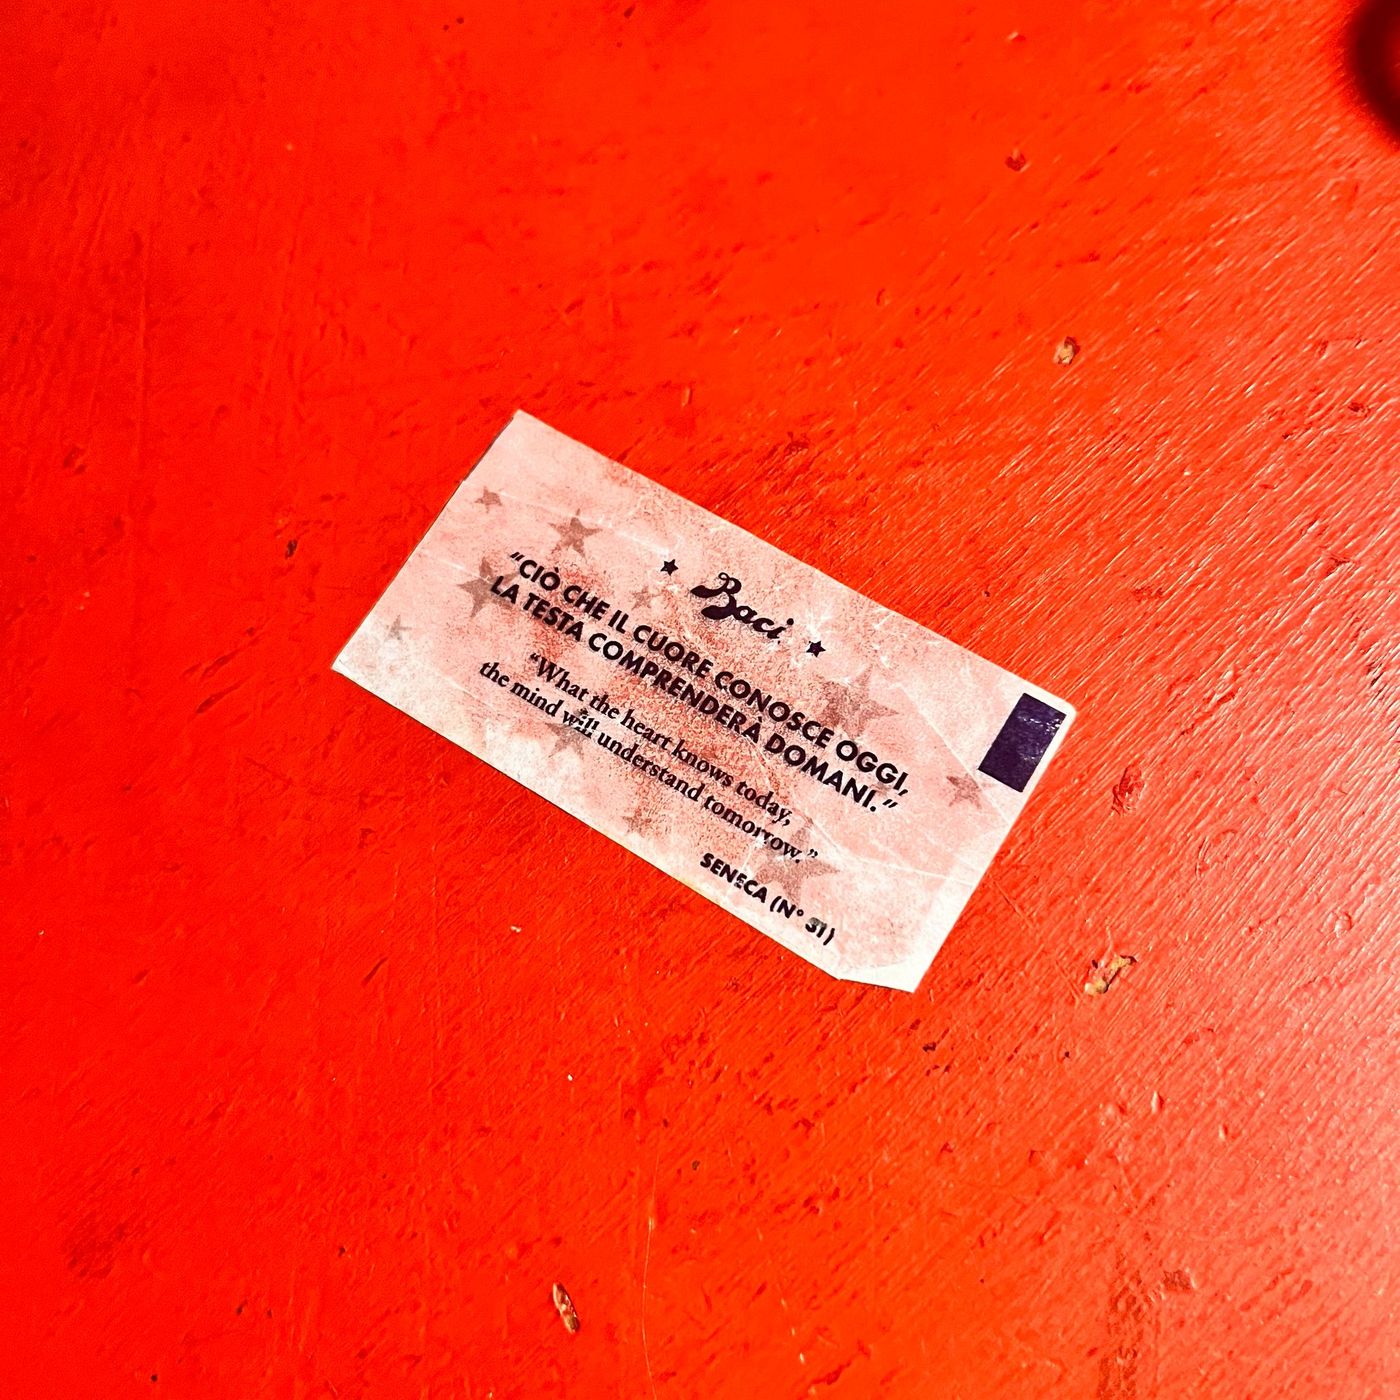 Baci
“CIÒ CHE IL CUORE CONOSCE OGGI,
LA TESTA COMPRENDERÀ DOMANI.”
“What the heart knows today,
the mind will understand tomorrow.”
SENECA (N° 31)